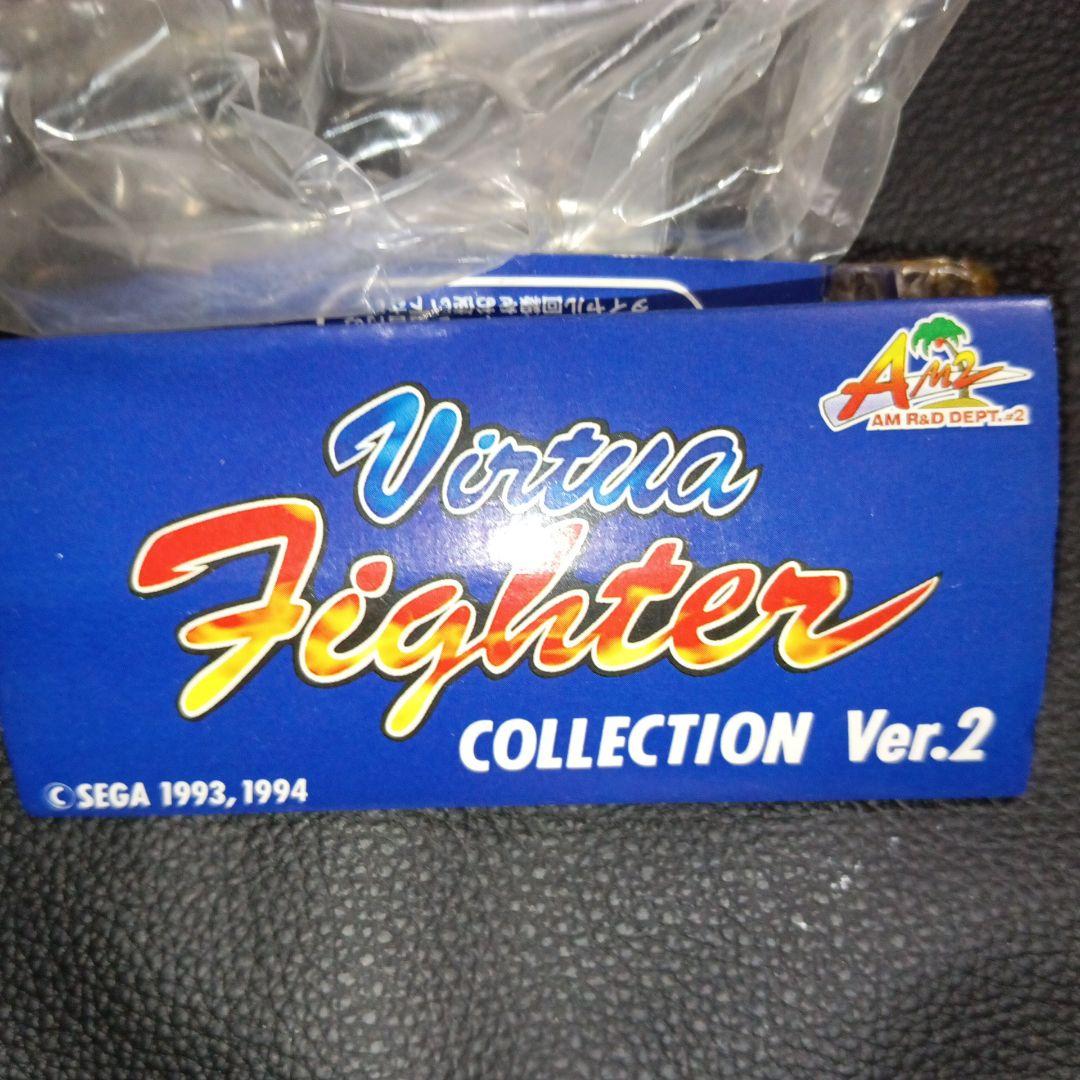 AM2
AM R&D DEPT.#2
Virtua
Fighter
COLLECTION Ver.2
© SEGA 1993, 1994